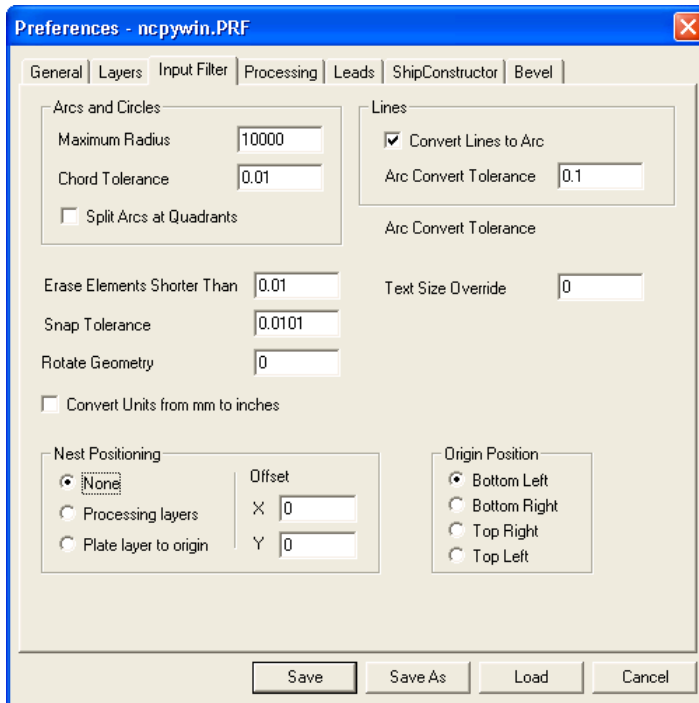 Preferences - ncpywin.PRF
General Layers Input Filter Processing Leads ShipConstructor Bevel
Arcs and Circles
Maximum Radius 10000
Chord Tolerance 0.01
Split Arcs at Quadrants
Lines
Convert Lines to Arc
Arc Convert Tolerance 0.1
Arc Convert Tolerance
Erase Elements Shorter Than 0.01
Text Size Override 0
Snap Tolerance 0.0101
Rotate Geometry 0
Convert Units from mm to inches
Nest Positioning
None
Processing layers
Plate layer to origin
Offset
X 0
Y 0
Origin Position
Bottom Left
Bottom Right
Top Right
Top Left
Save Save As Load Cancel